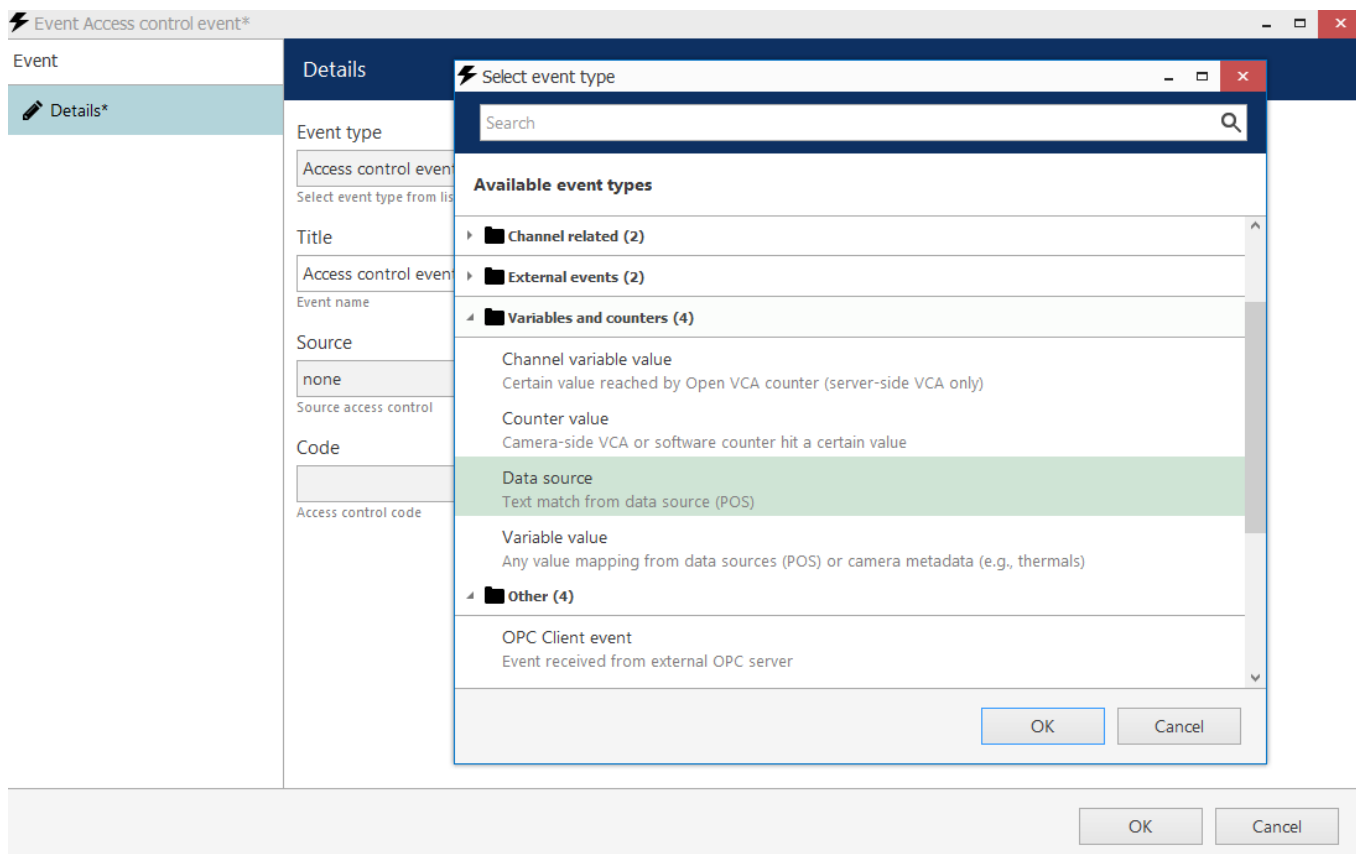 Event Access control event*
Event
Details*
Details
Event type
Access control event
Select event type from lis
Title
Access control event
Event name
Source
none
Source access control
Code
Access control code
Select event type
Search
Available event types
Channel related (2)
External events (2)
Variables and counters (4)
Channel variable value
Certain value reached by Open VCA counter (server-side VCA only)
Counter value
Camera-side VCA or software counter hit a certain value
Data source
Text match from data source (POS)
Variable value
Any value mapping from data sources (POS) or camera metadata (e.g., thermals)
Other (4)
OPC Client event
Event received from external OPC server
OK
Cancel
OK
Cancel